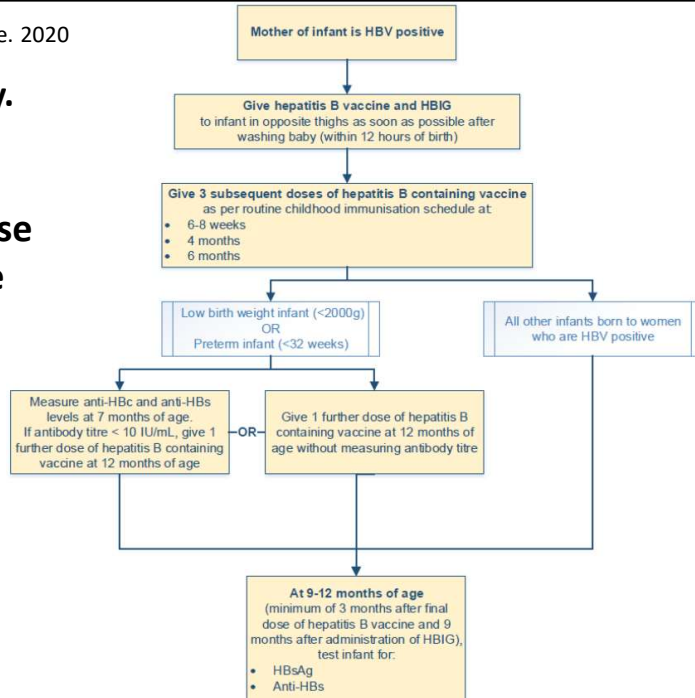 e. 2020
y.
se
e
Mother of infant is HBV positive
Give hepatitis B vaccine and HBIG
to infant in opposite thighs as soon as possible after
washing baby (within 12 hours of birth)
Give 3 subsequent doses of hepatitis B containing vaccine
as per routine childhood immunisation schedule at:
• 6-8 weeks
• 4 months
• 6 months
Low birth weight infant (<2000g)
OR
Preterm infant (<32 weeks)
All other infants born to women
who are HBV positive
Measure anti-HBc and anti-HBs
levels at 7 months of age.
If antibody titre < 10 IU/mL, give 1
further dose of hepatitis B containing
vaccine at 12 months of age
OR
Give 1 further dose of hepatitis B
containing vaccine at 12 months of
age without measuring antibody titre
At 9-12 months of age
(minimum of 3 months after final
dose of hepatitis B vaccine and 9
months after administration of HBIG),
test infant for:
• HBsAg
• Anti-HBs